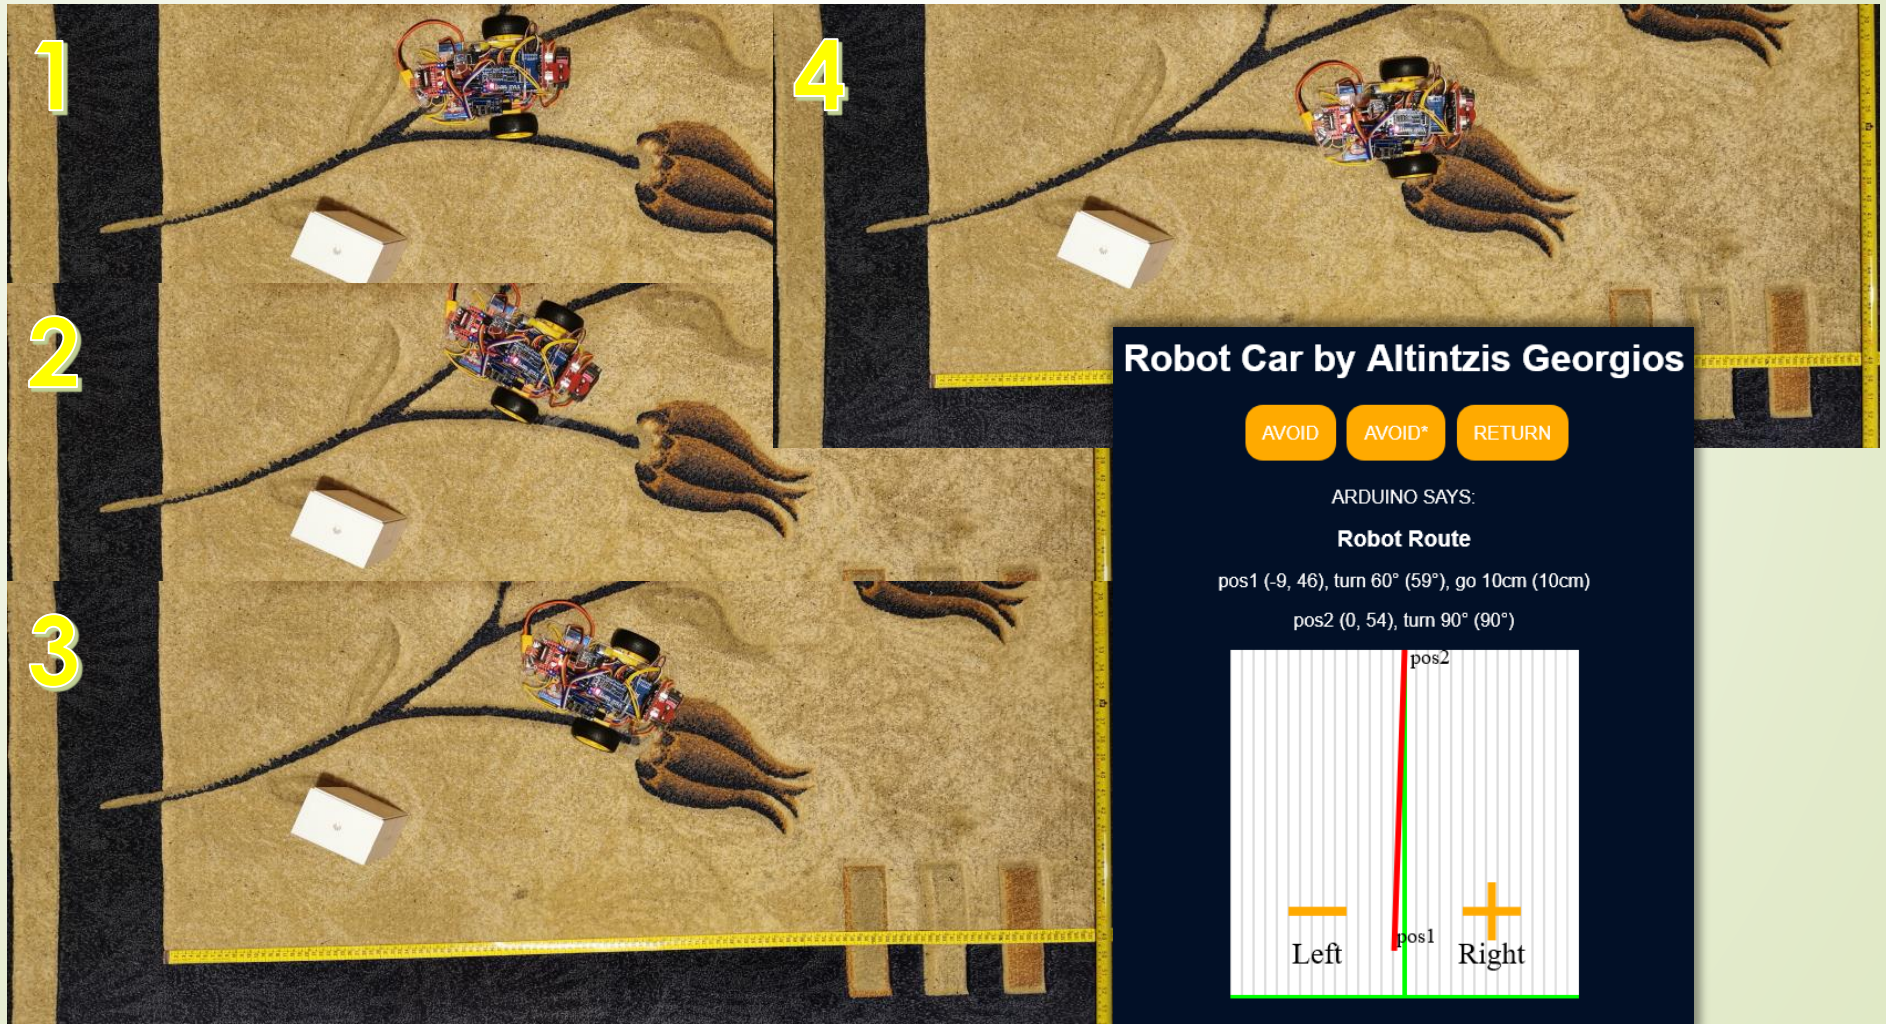 1
4
2
3
Robot Car by Altintzis Georgios
AVOID AVOID* RETURN
ARDUINO SAYS:
Robot Route
pos1 (-9, 46), turn 60° (59°), go 10cm (10cm)
pos2 (0, 54), turn 90° (90°)
pos2
pos1
Left Right